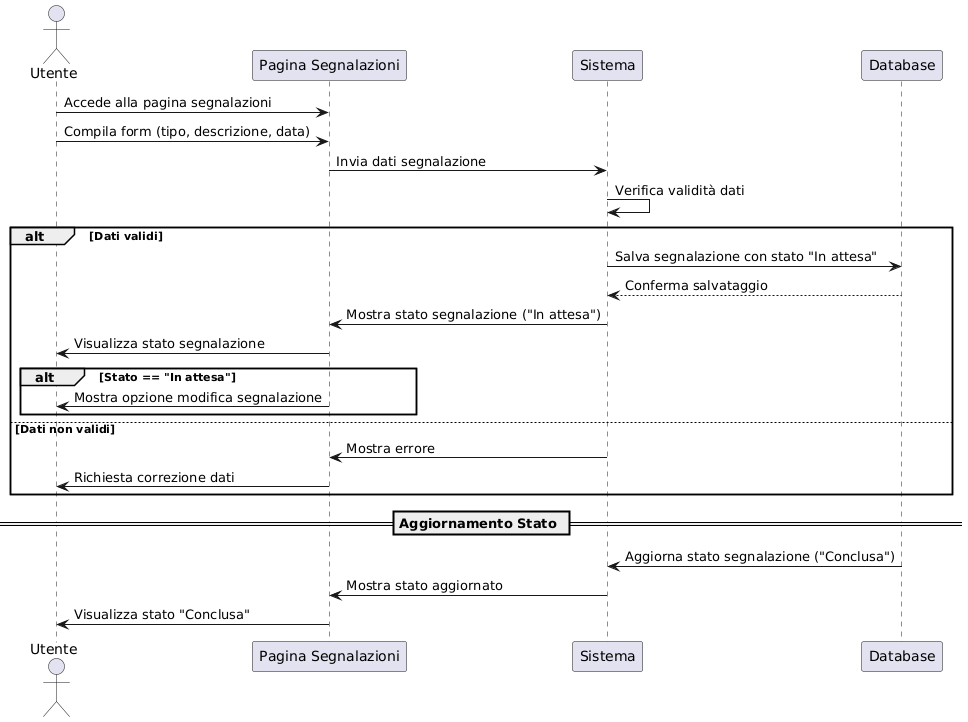 Utente
Pagina Segnalazioni
Sistema
Database
Accede alla pagina segnalazioni
Compila form (tipo, descrizione, data)
Invia dati segnalazione
Verifica validità dati
alt [Dati validi]
Salva segnalazione con stato "In attesa"
Conferma salvataggio
Mostra stato segnalazione ("In attesa")
Visualizza stato segnalazione
alt [Stato == "In attesa"]
Mostra opzione modifica segnalazione
[Dati non validi]
Mostra errore
Richiesta correzione dati
Aggiornamento Stato
Aggiorna stato segnalazione ("Conclusa")
Mostra stato aggiornato
Visualizza stato "Conclusa"
Utente
Pagina Segnalazioni
Sistema
Database